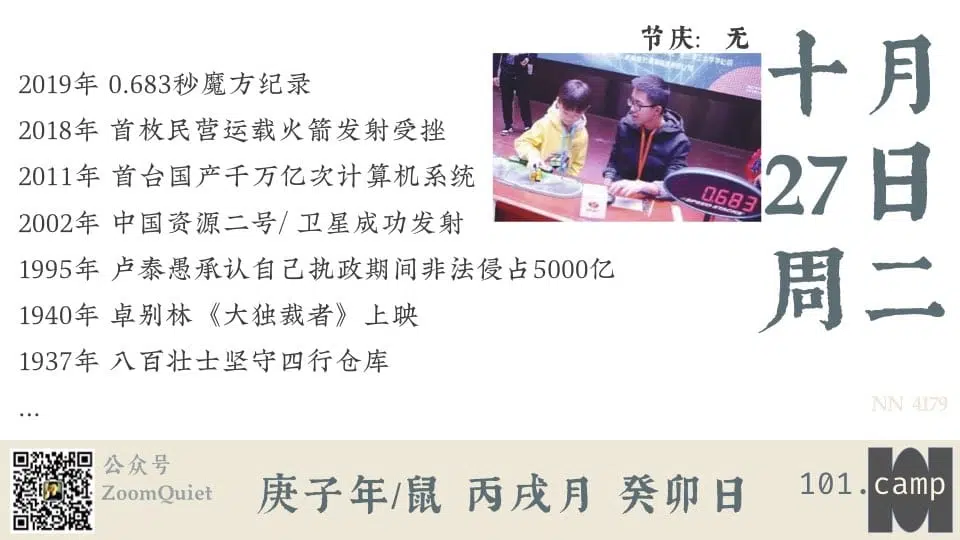 节庆: 无
十月
27日
周二
2019年 0.683秒魔方纪录
2018年 首枚民营运载火箭发射受挫
2011年 首台国产千万亿次计算机系统
2002年 中国资源二号/ 卫星成功发射
1995年 卢泰愚承认自己执政期间非法侵占5000亿
1940年 卓别林《大独裁者》上映
1937年 八百壮士坚守四行仓库
...
0.683
NN 4179
公众号
ZoomQuiet
庚子年/鼠 丙戌月 癸卯日
101.camp